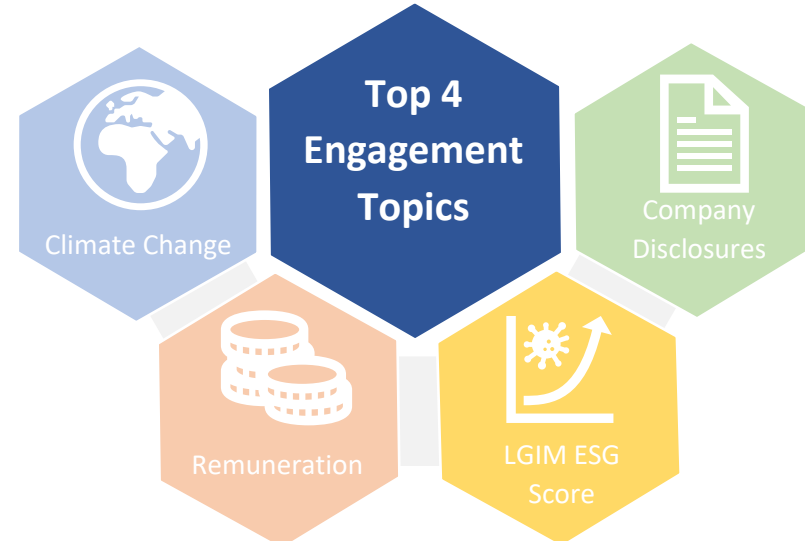 Top 4
Engagement
Topics
Climate Change
Company
Disclosures
Remuneration
LGIM ESG
Score